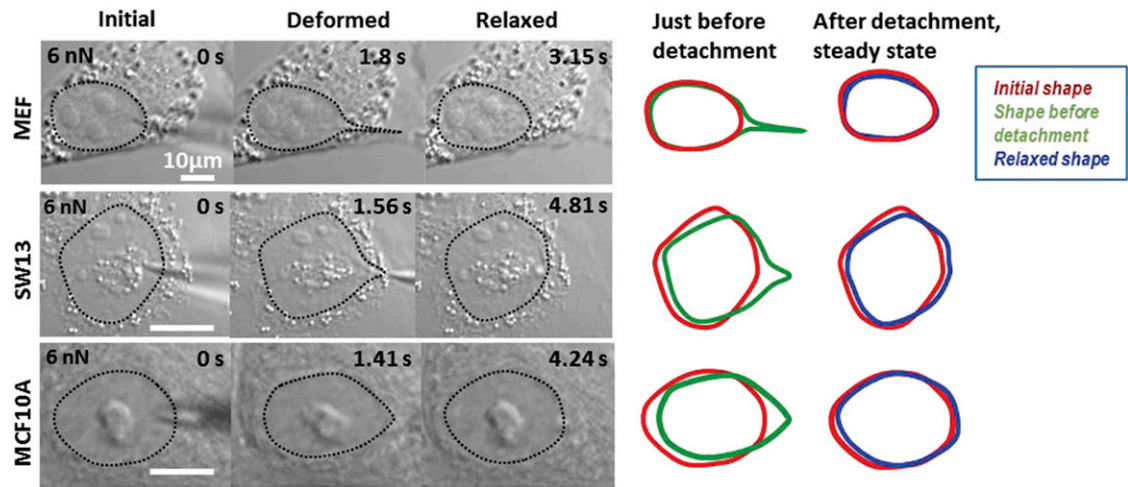 Initial Deformed Relaxed Just before detachment After detachment, steady state
MEF
6 nN 0 s 1.8 s 3.15 s
10μm
Initial shape
Shape before
detachment
Relaxed shape
SW13
6 nN 0 s 1.56 s 4.81 s
MCF10A
6 nN 0 s 1.41 s 4.24 s